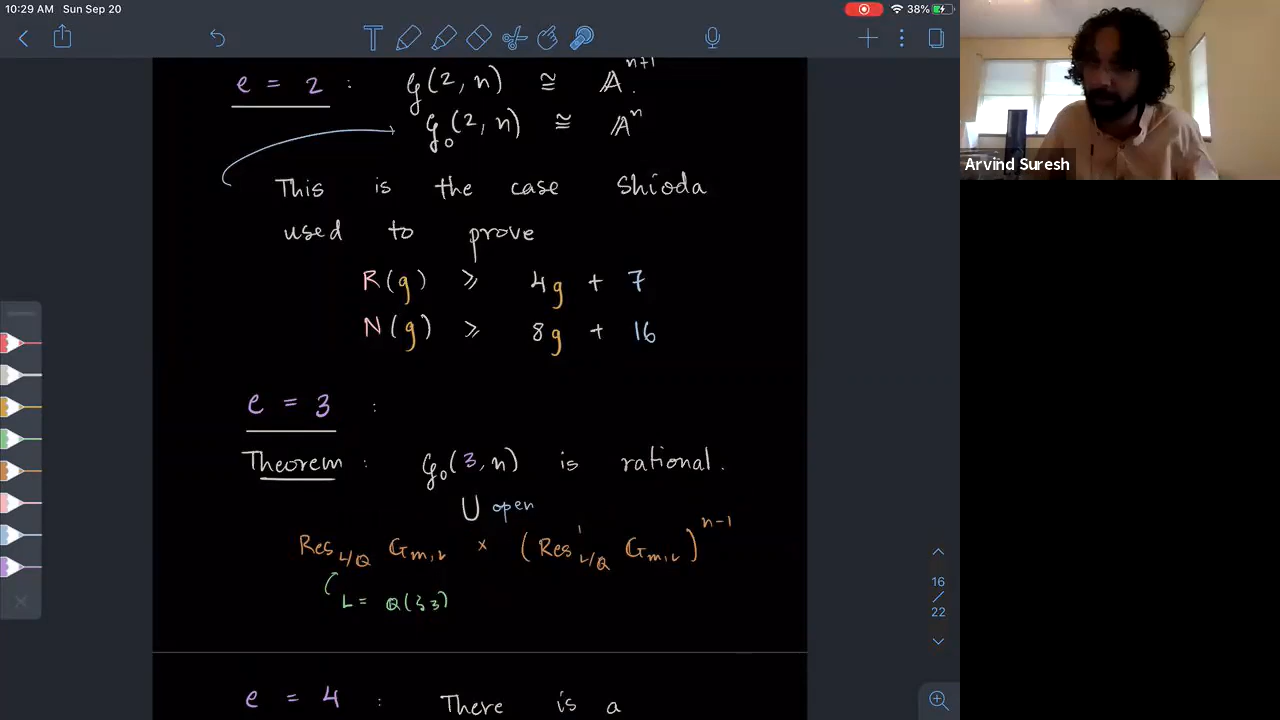 10:29 AM Sun Sep 20
38%
e = 2 : 𝒢(2, n) ≅ 𝔸ⁿ⁺¹.
𝒢₀(2, n) ≅ 𝔸ⁿ
This is the case Shioda
used to prove
R(g) ≥ 4g + 7
N(g) ≥ 8g + 16
e = 3 :
Theorem : 𝒢₀(3, n) is rational.
∪ open
Res_{L/ℚ} G_{m,L} × (Res¹_{L/ℚ} G_{m,L})ⁿ⁻¹
L = ℚ(ζ₃)
e = 4 : There is a
16
/
22
Arvind Suresh